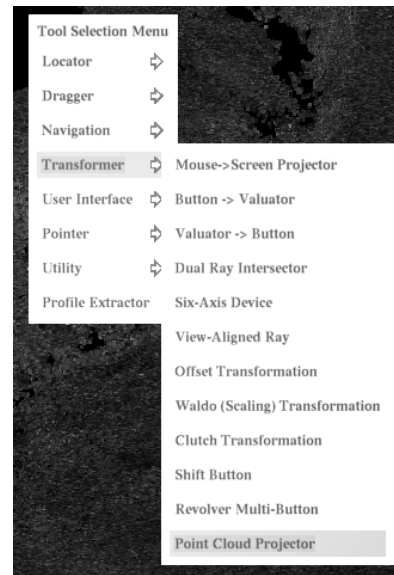 Tool Selection Menu
Locator
Dragger
Navigation
Transformer
User Interface
Pointer
Utility
Profile Extractor
Mouse->Screen Projector
Button -> Valuator
Valuator -> Button
Dual Ray Intersector
Six-Axis Device
View-Aligned Ray
Offset Transformation
Waldo (Scaling) Transformation
Clutch Transformation
Shift Button
Revolver Multi-Button
Point Cloud Projector